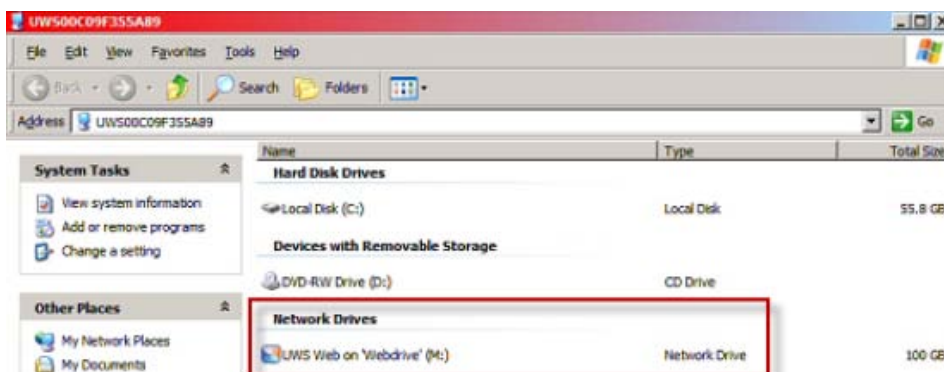 UWS00C09F3S5A89
File Edit View Favorites Tools Help
Back Search Folders
Address UWS00C09F3S5A89 Go
Name Type Total Size
System Tasks
View system information
Add or remove programs
Change a setting
Hard Disk Drives
Local Disk (C:) Local Disk 55.8 GB
Devices with Removable Storage
DVD-RW Drive (D:) CD Drive
Other Places
My Network Places
My Documents
Network Drives
UWS Web on 'Webdrive' (M:) Network Drive 100 GB